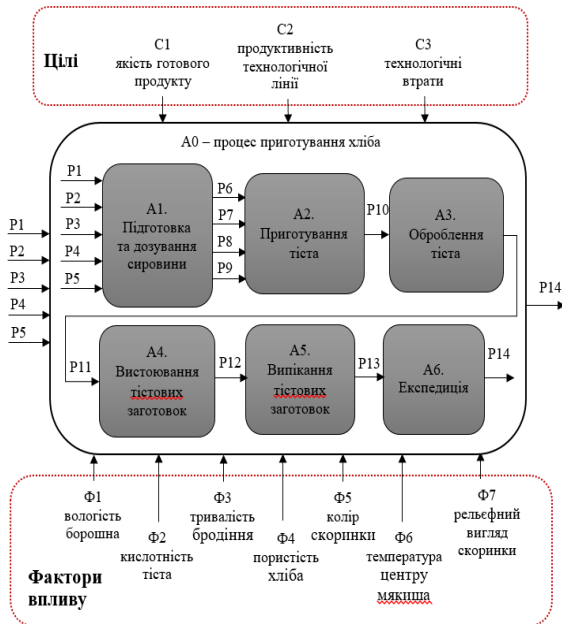 Цілі
С1
якість готового
продукту
С2
продуктивність
технологічної
лінії
С3
технологічні
втрати
А0 – процес приготування хліба
Р1
Р2
Р3
Р4
Р5
Р1
Р2
Р3
Р4
Р5
А1.
Підготовка
та дозування
сировини
Р6
Р7
Р8
Р9
А2.
Приготування
тіста
Р10
А3.
Оброблення
тіста
Р14
Р11
А4.
Вистоювання
тістових
заготовок
Р12
А5.
Випікання
тістових
заготовок
Р13
А6.
Експедиція
Р14
Ф1
вологість
борошна
Ф2
кислотність
тіста
Ф3
тривалість
бродіння
Ф4
пористість
хліба
Ф5
колір
скоринки
Ф6
температура
центру
мякиша
Ф7
рельєфний
вигляд
скоринки
Фактори
впливу